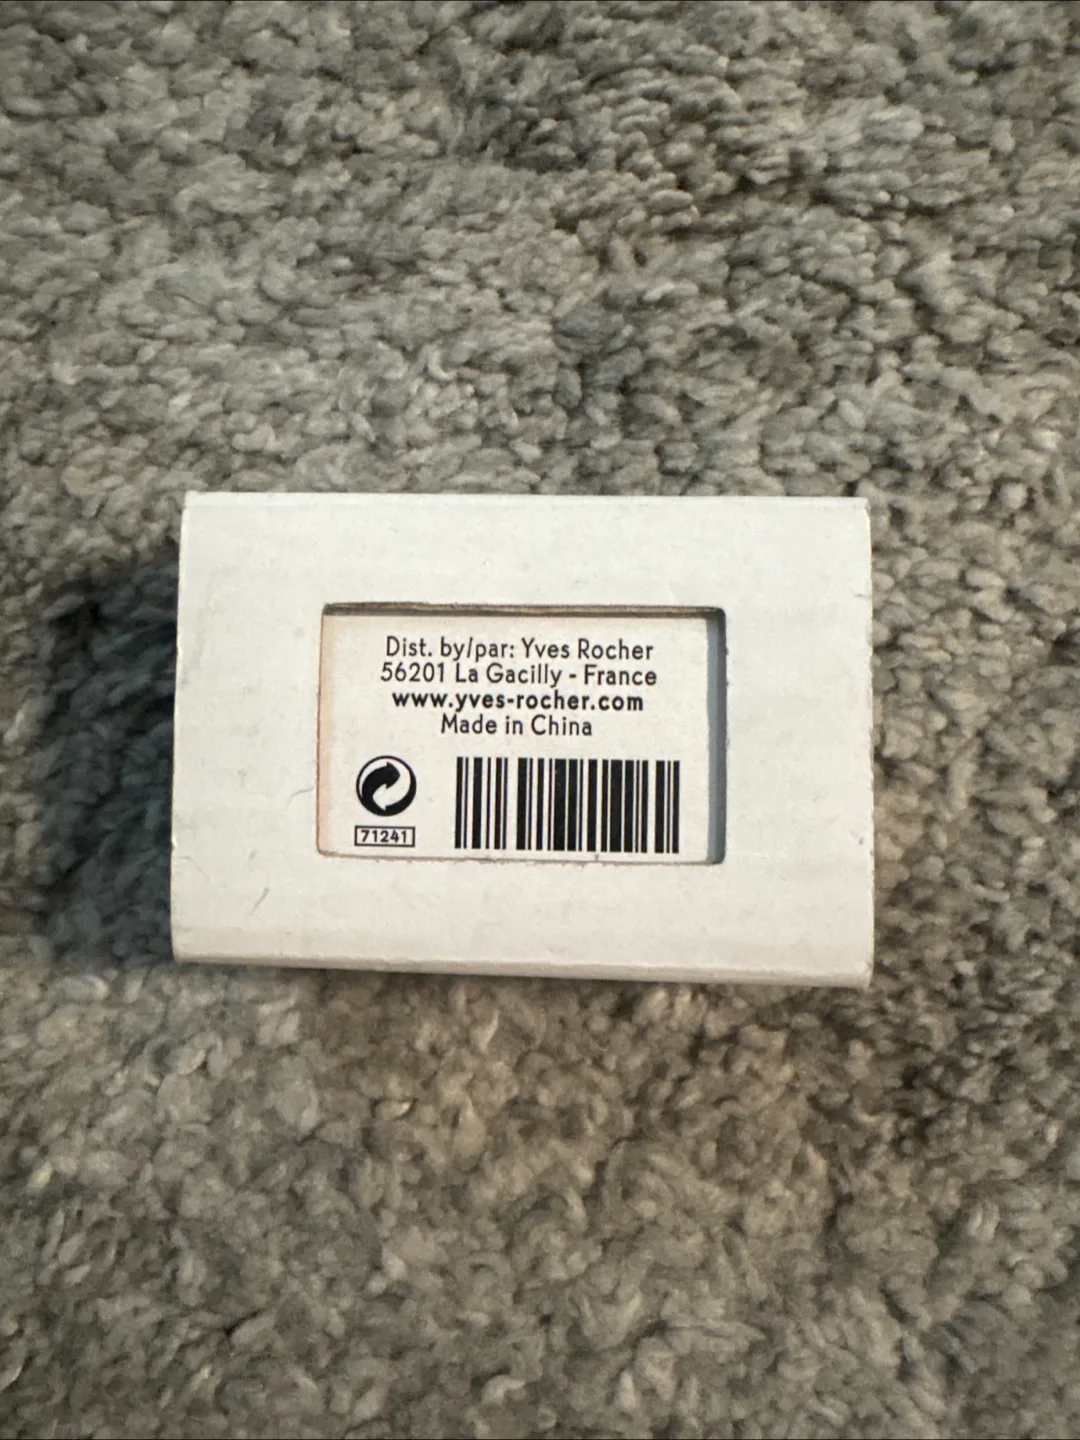 Dist. by/par: Yves Rocher
56201 La Gacilly - France
www.yves-rocher.com
Made in China
71241